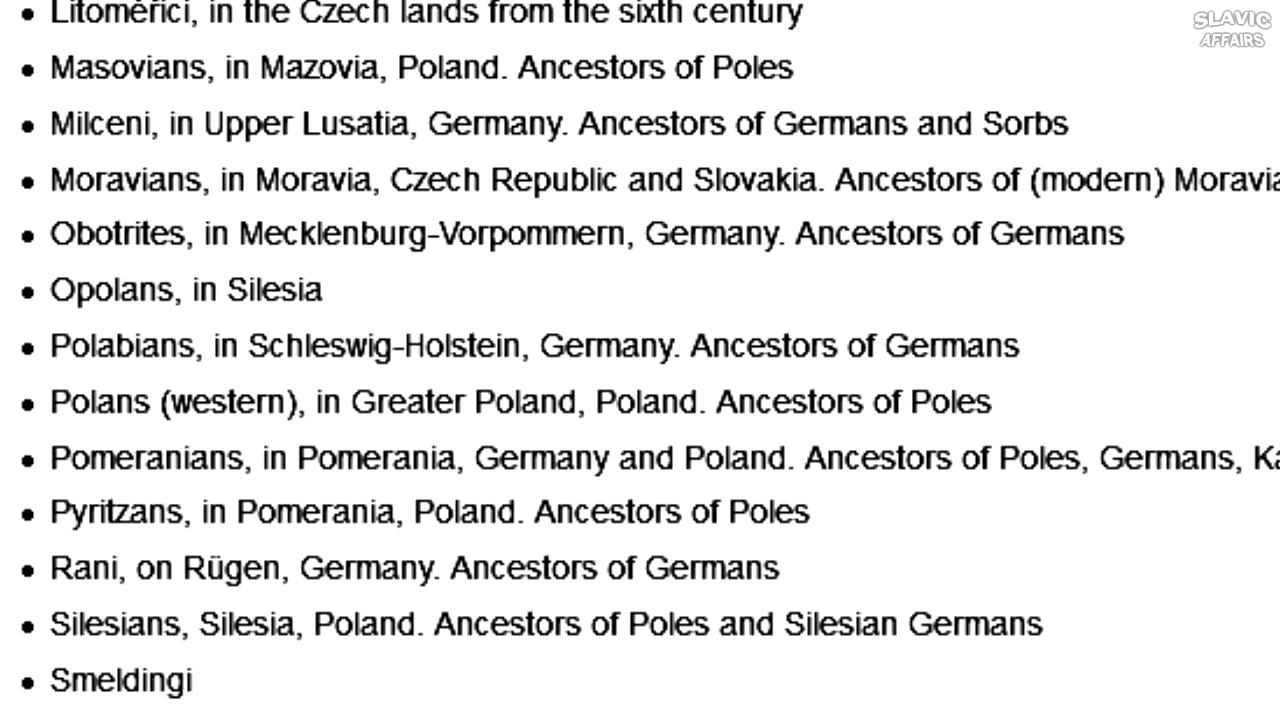 SLAVIC
AFFAIRS
• Litoměřici, in the Czech lands from the sixth century
• Masovians, in Mazovia, Poland. Ancestors of Poles
• Milceni, in Upper Lusatia, Germany. Ancestors of Germans and Sorbs
• Moravians, in Moravia, Czech Republic and Slovakia. Ancestors of (modern)
• Obotrites, in Mecklenburg-Vorpommern, Germany. Ancestors of Germans
• Opolans, in Silesia
• Polabians, in Schleswig-Holstein, Germany. Ancestors of Germans
• Polans (western), in Greater Poland, Poland. Ancestors of Poles
• Pomeranians, in Pomerania, Germany and Poland. Ancestors of Poles, Germans,
• Pyritzans, in Pomerania, Poland. Ancestors of Poles
• Rani, on Rügen, Germany. Ancestors of Germans
• Silesians, Silesia, Poland. Ancestors of Poles and Silesian Germans
• Smeldingi